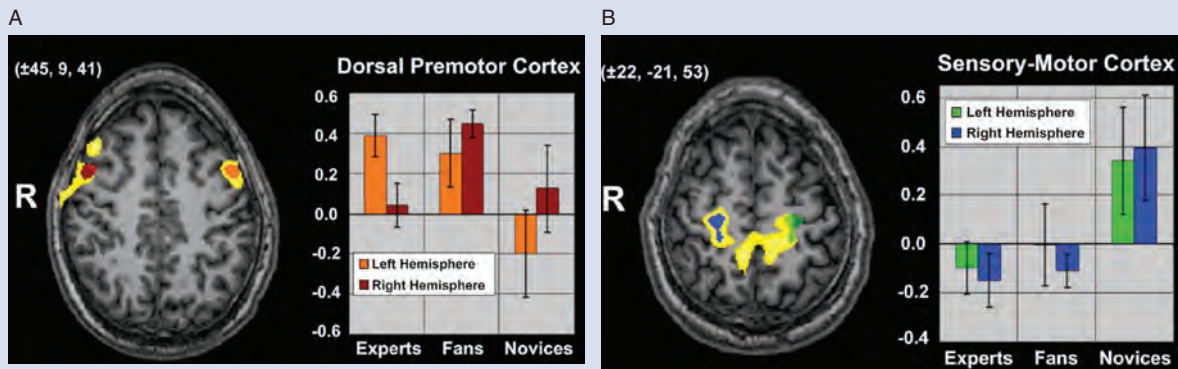 A
(±45, 9, 41)
Dorsal Premotor Cortex
R
0.6
0.4
0.2
0.0
-0.2
-0.4
-0.6
Left Hemisphere
Right Hemisphere
Experts Fans Novices
B
(±22, -21, 53)
Sensory-Motor Cortex
R
0.6
0.4
0.2
0.0
-0.2
-0.4
Left Hemisphere
Right Hemisphere
Experts Fans Novices